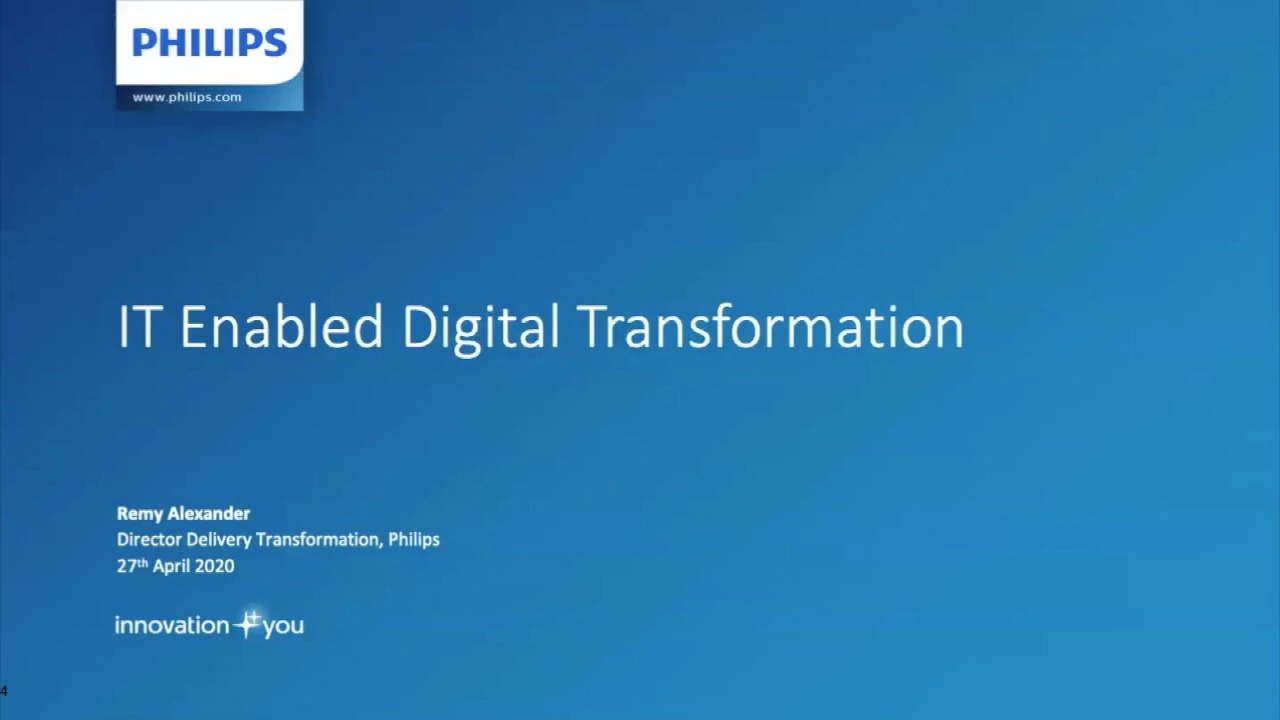 PHILIPS
www.philips.com
IT Enabled Digital Transformation
Remy Alexander
Director Delivery Transformation, Philips
27th April 2020
innovation you
4